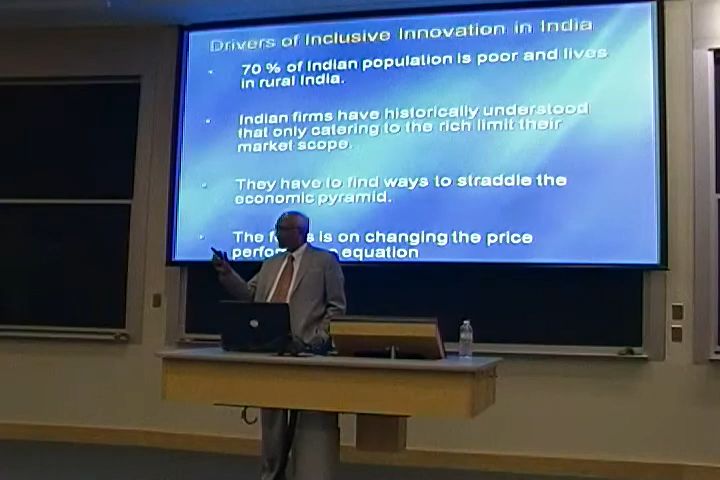 Drivers of Inclusive Innovation in India
70 % of Indian population is poor and lives
in rural India.
Indian firms have historically understood
that only catering to the rich limit their
market scope.
They have to find ways to straddle the
economic pyramid.
The is on changing the price
equation